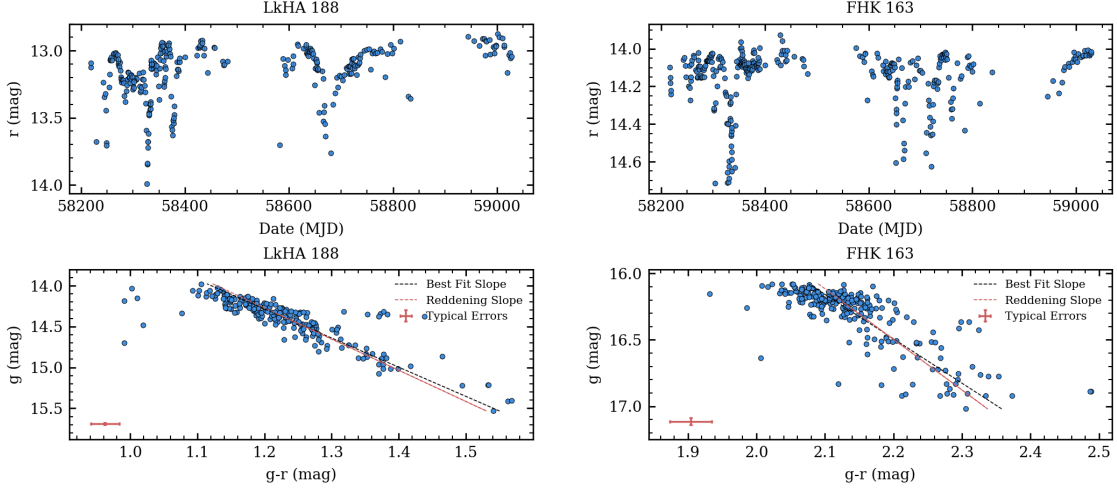 LkHA 188
r (mag)
13.0
13.5
14.0
58200
58400
58600
58800
59000
Date (MJD)
FHK 163
r (mag)
14.0
14.2
14.4
14.6
58200
58400
58600
58800
59000
Date (MJD)
LkHA 188
g (mag)
14.0
14.5
15.0
15.5
Best Fit Slope
Reddening Slope
Typical Errors
1.0
1.1
1.2
1.3
1.4
1.5
g-r (mag)
FHK 163
g (mag)
16.0
16.5
17.0
Best Fit Slope
Reddening Slope
Typical Errors
1.9
2.0
2.1
2.2
2.3
2.4
2.5
g-r (mag)